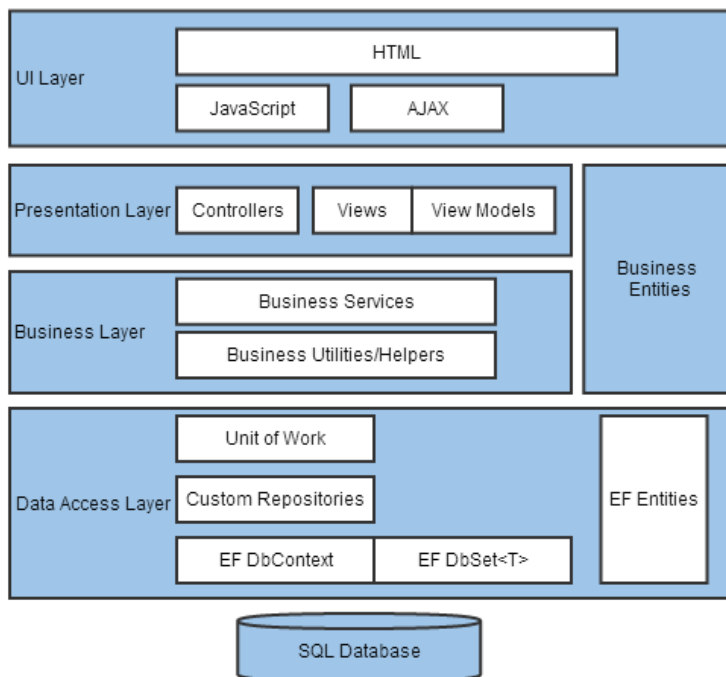 UI Layer
HTML
JavaScript
AJAX
Presentation Layer
Controllers
Views
View Models
Business
Entities
Business Layer
Business Services
Business Utilities/Helpers
Data Access Layer
Unit of Work
Custom Repositories
EF DbContext
EF DbSet<T>
EF Entities
SQL Database